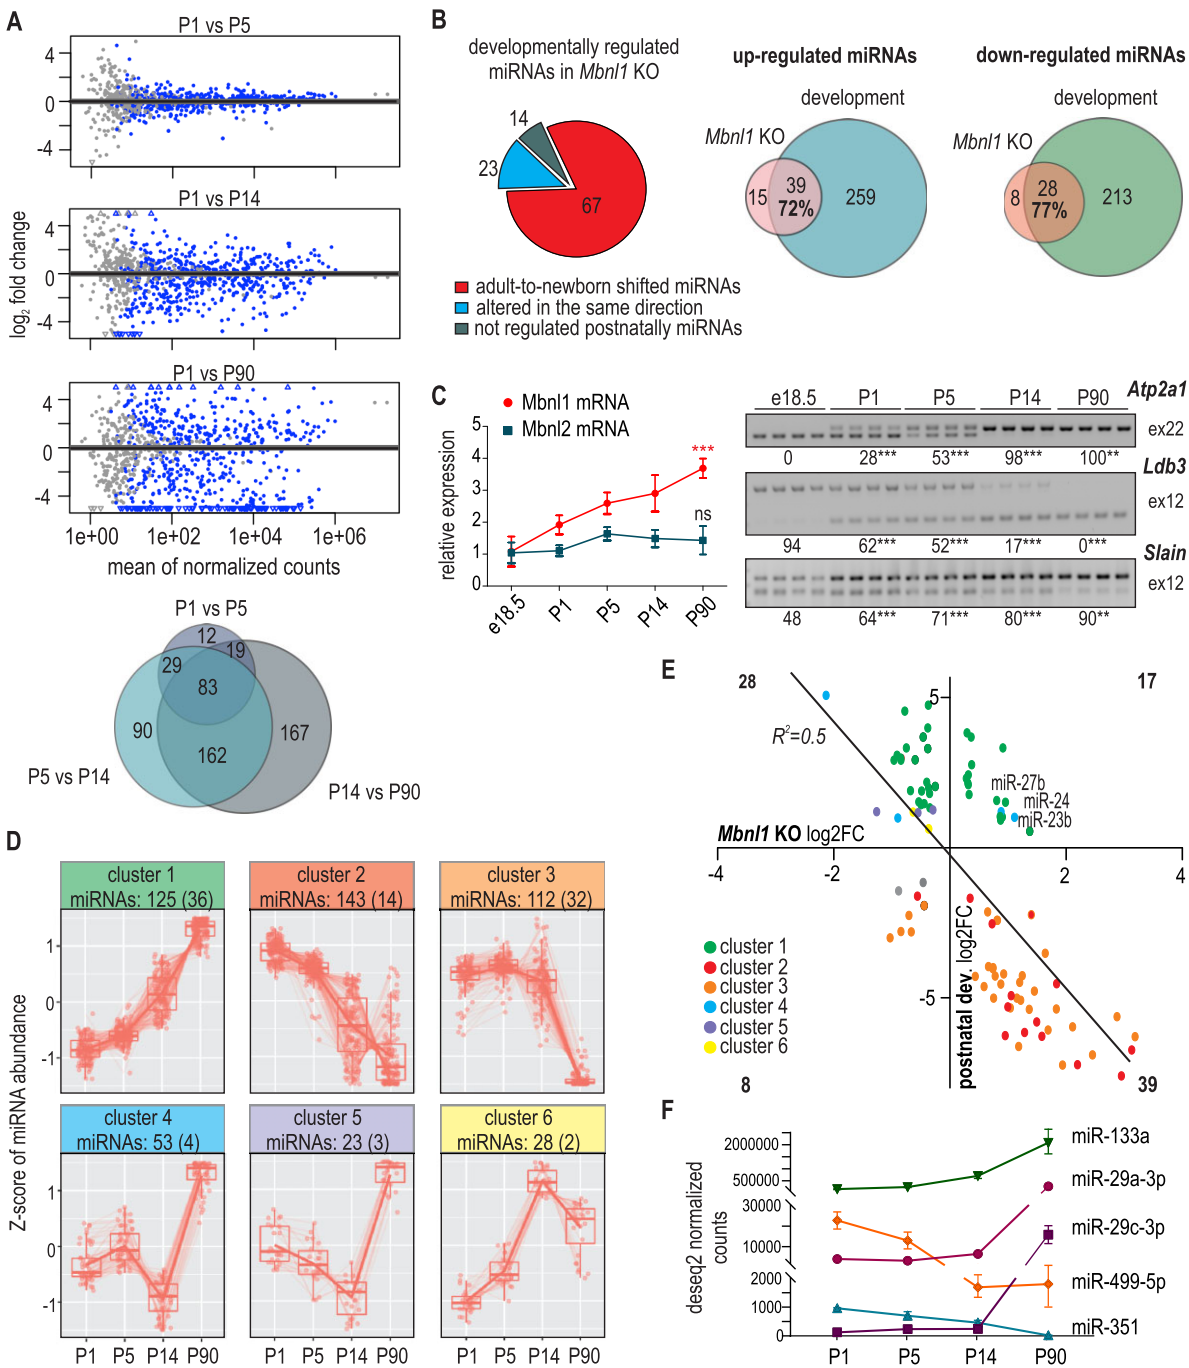 A
P1 vs P5
4
0
-4
P1 vs P14
4
0
-4
log2 fold change
P1 vs P90
4
0
-4
1e+00 1e+02 1e+04 1e+06
mean of normalized counts
P1 vs P5
12
29
19
83
90
167
162
P5 vs P14
P14 vs P90
B
developmentally regulated
miRNAs in Mbnl1 KO
14
23
67
adult-to-newborn shifted miRNAs
altered in the same direction
not regulated postnatally miRNAs
up-regulated miRNAs
development
Mbnl1 KO
15
39
72%
259
down-regulated miRNAs
development
Mbnl1 KO
8
28
77%
213
C
Mbnl1 mRNA
Mbnl2 mRNA
relative expression
5
4
3
2
1
0
***
ns
e18.5 P1 P5 P14 P90
e18.5 P1 P5 P14 P90
Atp2a1
ex22
0 28*** 53*** 98*** 100**
Ldb3
ex12
94 62*** 52*** 17*** 0***
Slain
ex12
48 64*** 71*** 80*** 90**
D
Z-score of miRNA abundance
cluster 1
miRNAs: 125 (36)
cluster 2
miRNAs: 143 (14)
cluster 3
miRNAs: 112 (32)
1
0
-1
cluster 4
miRNAs: 53 (4)
cluster 5
miRNAs: 23 (3)
cluster 6
miRNAs: 28 (2)
1
0
-1
P1 P5 P14 P90
P1 P5 P14 P90
P1 P5 P14 P90
E
28
17
5
R2=0.5
miR-27b
miR-24
miR-23b
Mbnl1 KO log2FC
-4 -2 2 4
postnatal dev. log2FC
-5
cluster 1
cluster 2
cluster 3
cluster 4
cluster 5
cluster 6
8
39
F
deseq2 normalized
counts
2000000
500000
30000
10000
2000
1000
0
miR-133a
miR-29a-3p
miR-29c-3p
miR-499-5p
miR-351
P1 P5 P14 P90